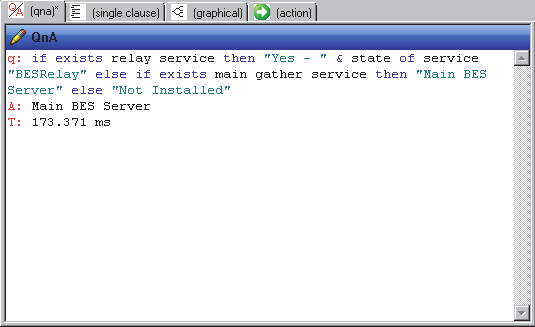 Q/A (qna)* (single clause) (graphical) (action)
QnA
q: if exists relay service then "Yes - " & state of service
"BESRelay" else if exists main gather service then "Main BES
Server" else "Not Installed"
A: Main BES Server
T: 173.371 ms